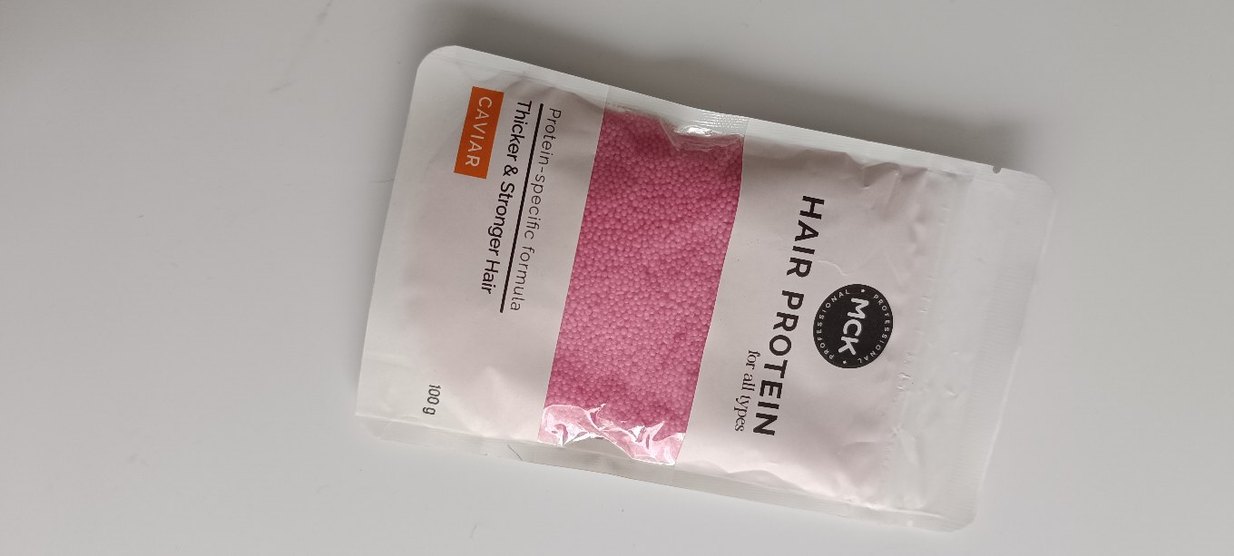 PROFESSIONAL
MCK
PROFESSIONAL
HAIR PROTEIN
for all types
Protein-specific formula
Thicker & Stronger Hair
CAVIAR
100 g